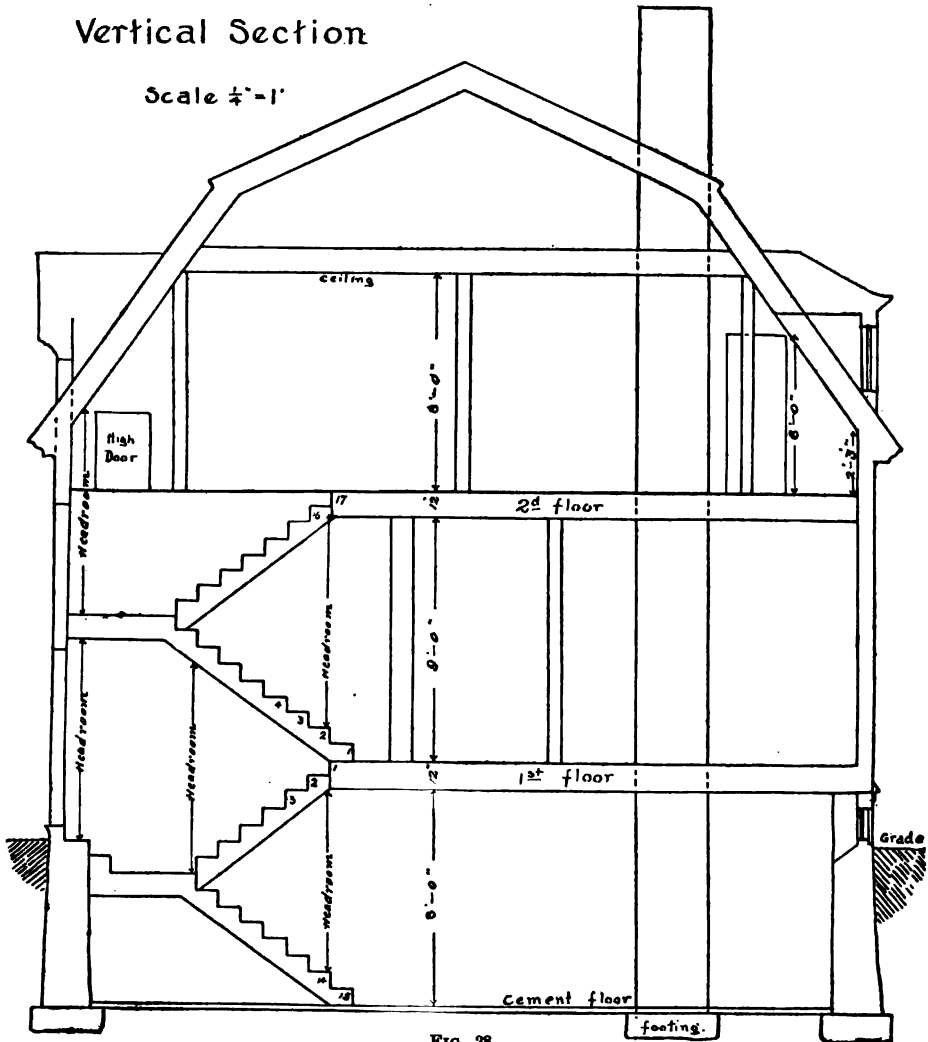 Vertical Section
Scale ¼"=1'
ceiling
8'-0"
6'-0"
2'-3"
High
Door
Headroom
17
16
12"
2d floor
Headroom
9'-0"
Headroom
Headroom
4
3
2
1
1
2
3
12"
1st floor
Grade
Headroom
8'-0"
14
15
Cement floor
footing.
FIG. 28